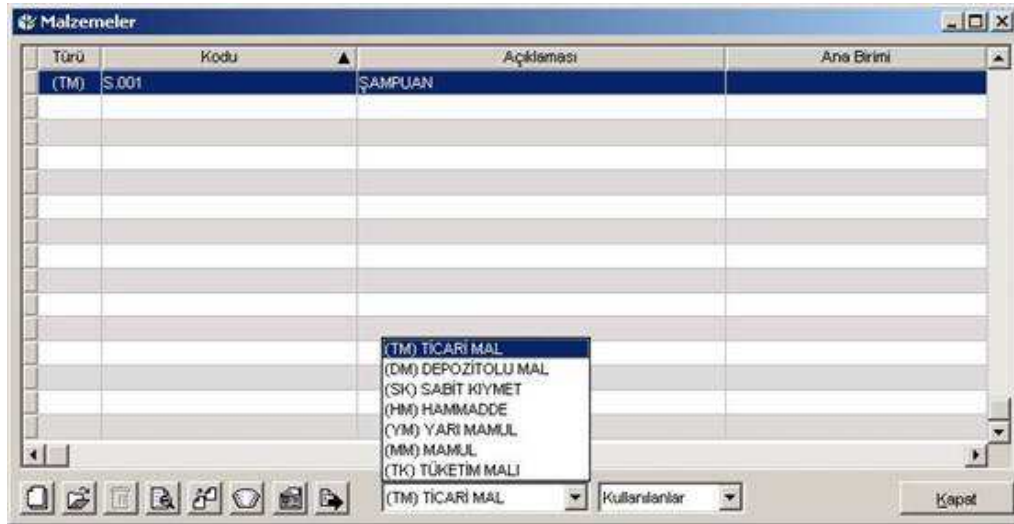 Malzemeler
Türü Kodu Açıklaması Ana Birimi
(TM) S.001 ŞAMPUAN
(TM) TİCARİ MAL
(DM) DEPOZİTOLU MAL
(SK) SABİT KIYMET
(HM) HAMMADDE
(YM) YARI MAMUL
(MM) MAMUL
(TK) TÜKETİM MALI
(TM) TİCARİ MAL Kullanılanlar Kapat